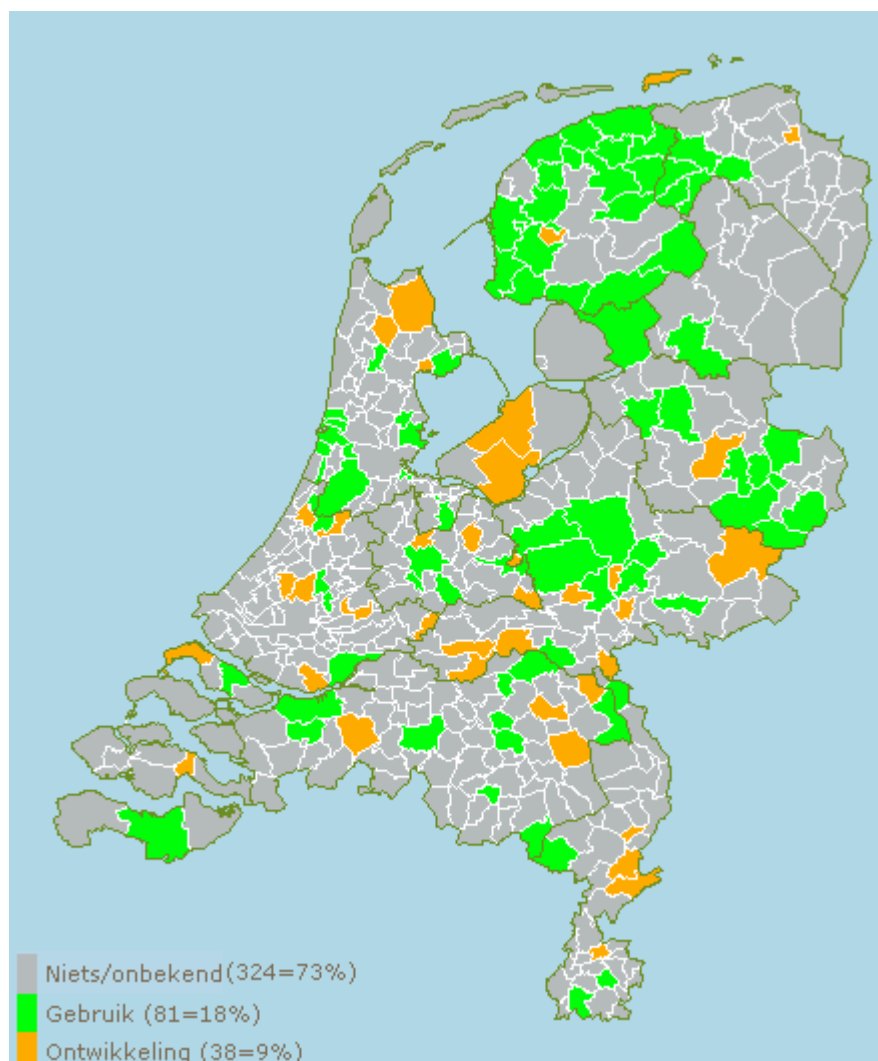 Niets/onbekend(324=73%)
Gebruik (81=18%)
Ontwikkeling (38=9%)